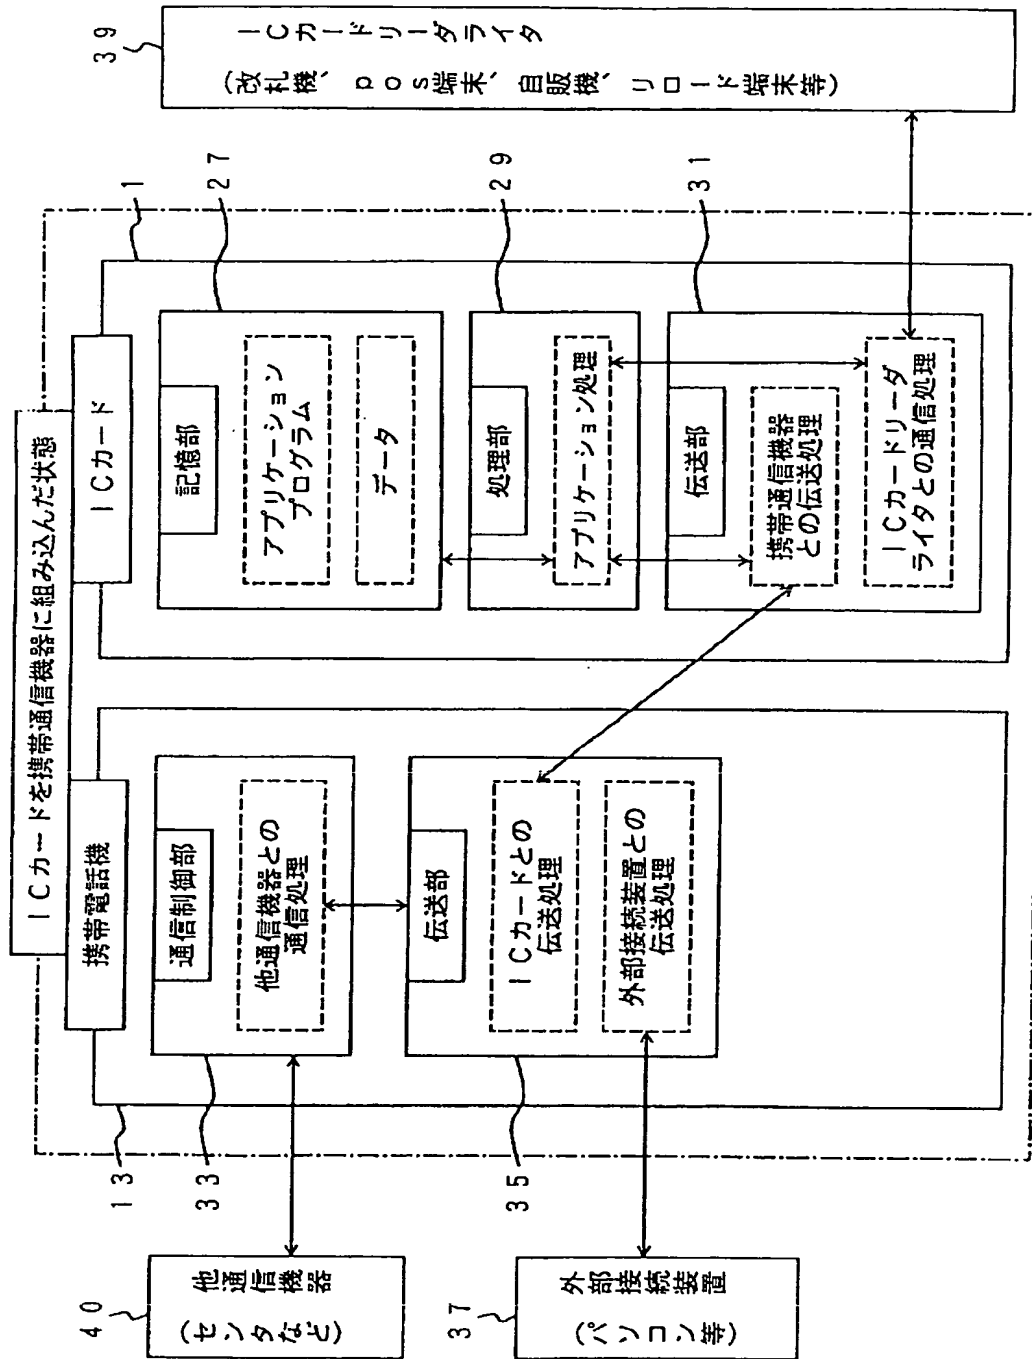 ICカードを携帯通信機器に組み込んだ状態
携帯電話機
13
通信制御部
33
他通信機器との
通信処理
伝送部
35
ICカードとの
伝送処理
外部接続装置との
伝送処理
40
他通信機器
(センタなど)
37
外部接続装置
(パソコン等)
ICカード
1
記憶部
27
アプリケーション
プログラム
データ
処理部
29
アプリケーション処理
伝送部
31
携帯通信機器
との伝送処理
ICカードリーダ
ライタとの通信処理
39
ICカードリーダライタ
(改札機、pos端末、自販機、リロード端末等)